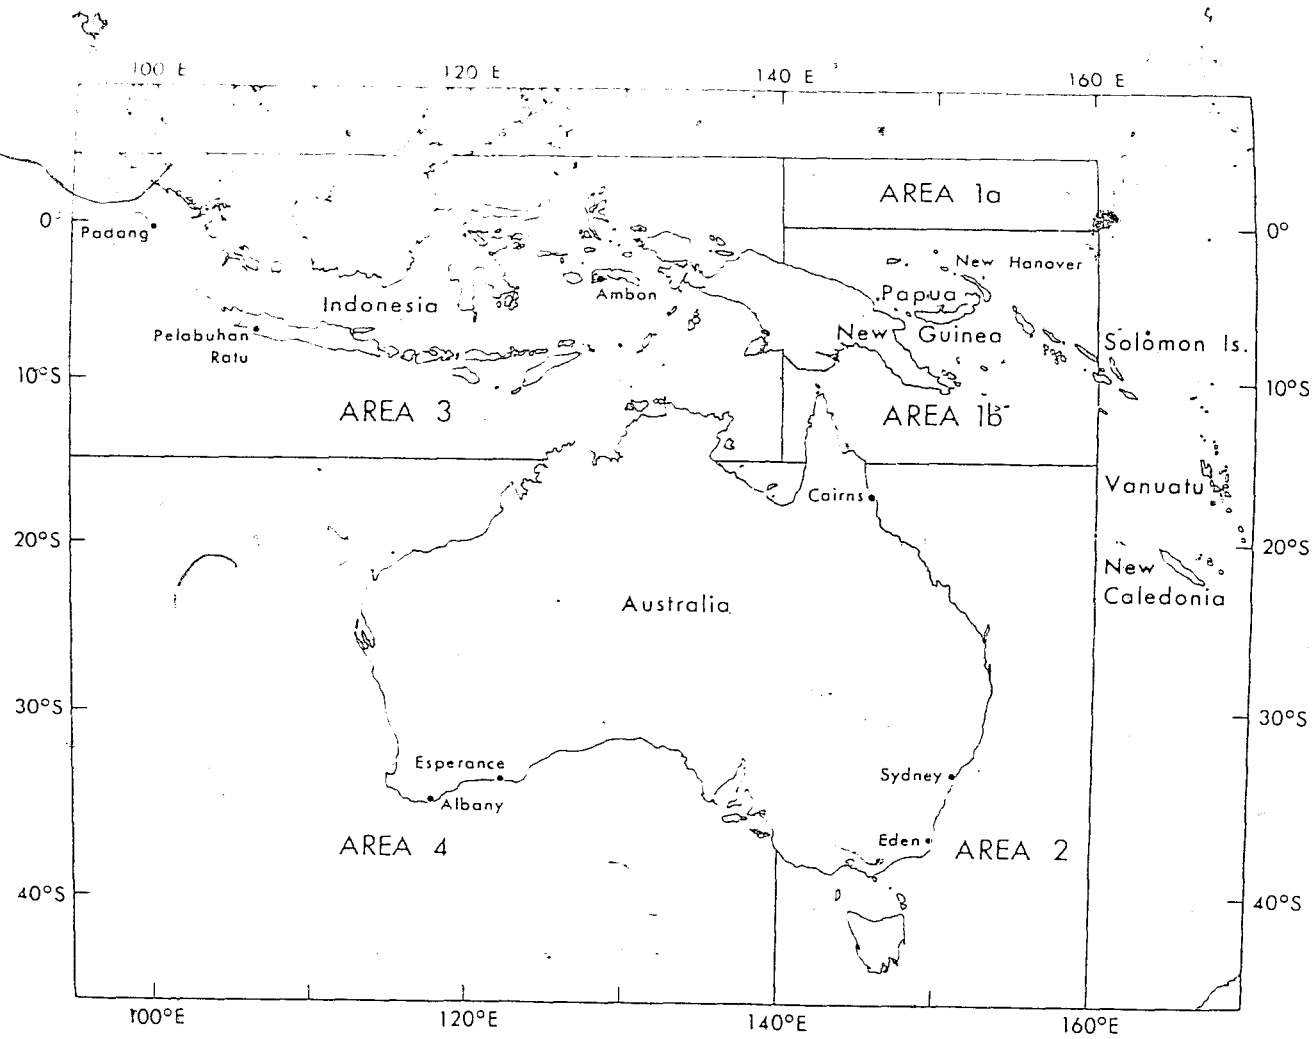 100 E 120 E 140 E 160 E
AREA 1a
0° 0°
Padang
New Hanover
Ambon
Papua
Indonesia
Pelabuhan
Ratu
New Guinea
Solomon Is.
10°S 10°S
AREA 3
AREA 1b
Cairns
Vanuatu
20°S 20°S
New
Caledonia
Australia
30°S 30°S
Esperance
Albany
Sydney
Eden
AREA 4
AREA 2
40°S 40°S
100°E 120°E 140°E 160°E